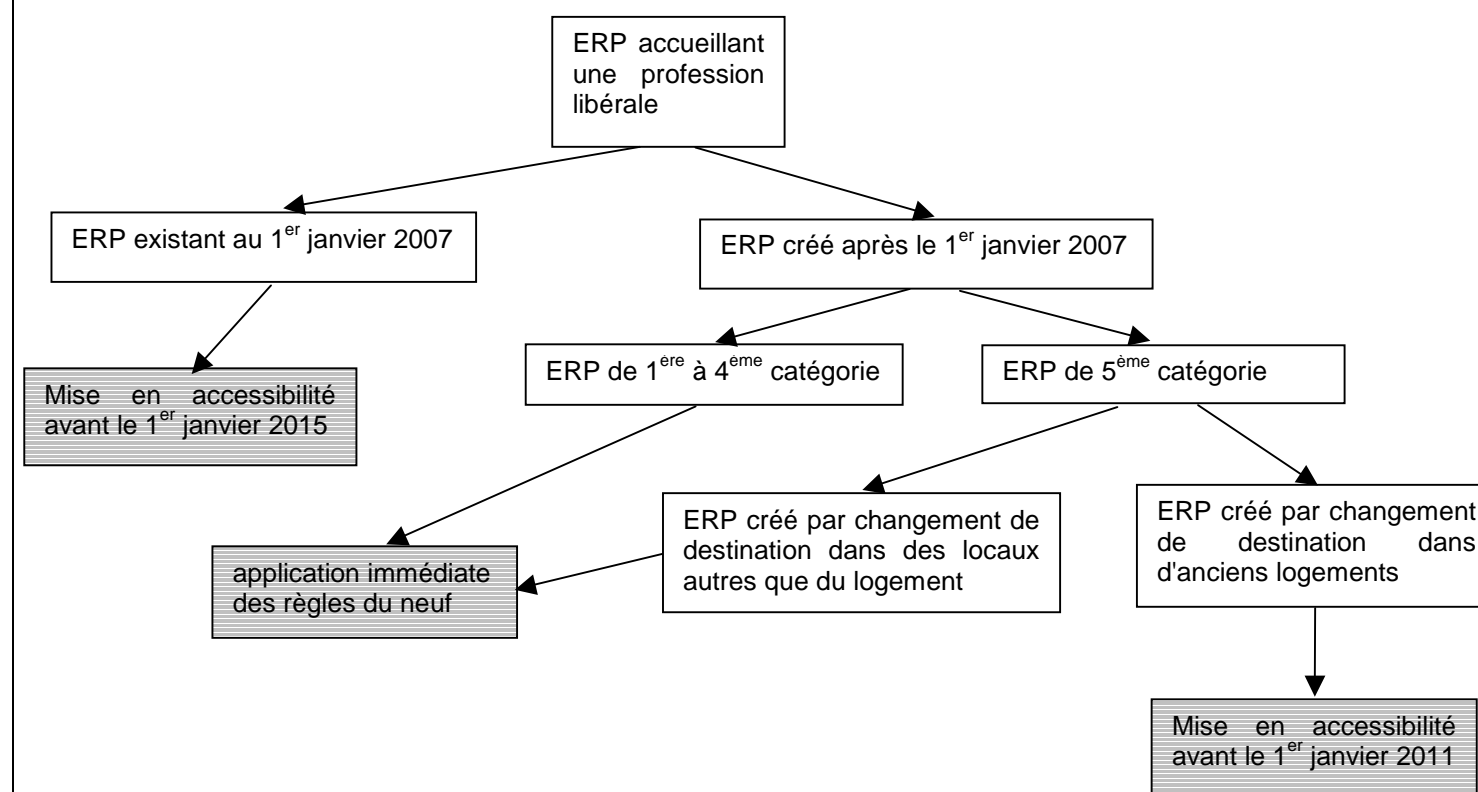 ERP accueillant
une profession
libérale
ERP existant au 1er janvier 2007
ERP créé après le 1er janvier 2007
Mise en accessibilité
avant le 1er janvier 2015
ERP de 1ère à 4ème catégorie
ERP de 5ème catégorie
application immédiate
des règles du neuf
ERP créé par changement de
destination dans des locaux
autres que du logement
ERP créé par changement
de destination dans
d'anciens logements
Mise en accessibilité
avant le 1er janvier 2011